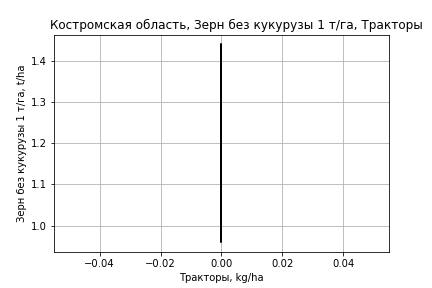 Костромская область, Зерн без кукурузы 1 т/га, Тракторы
1.4
1.3
1.2
1.1
1.0
Зерн без кукурузы 1 т/га, t/ha
−0.04 −0.02 0.00 0.02 0.04
Тракторы, kg/ha